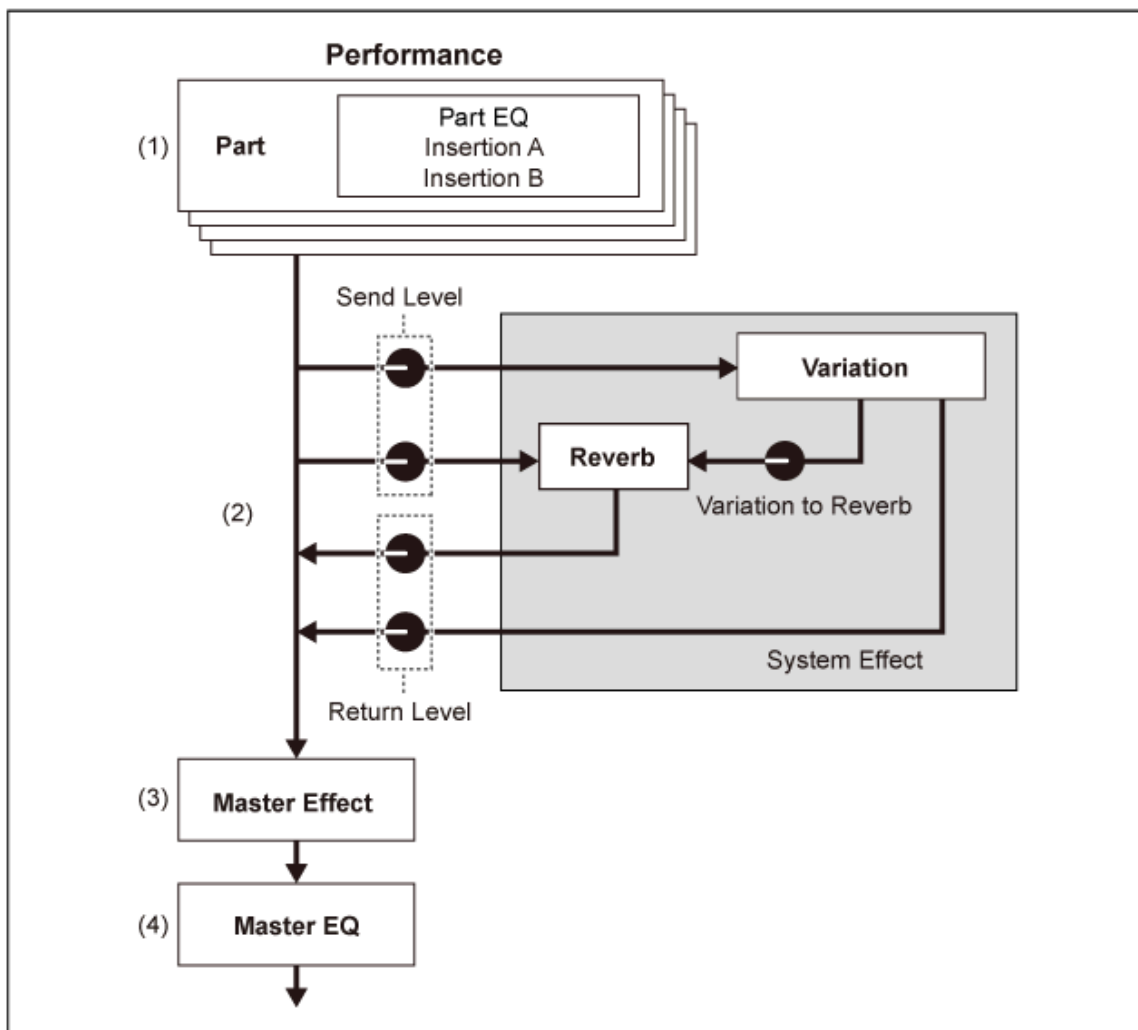 Performance
(1)
Part
Part EQ
Insertion A
Insertion B
Send Level
Variation
Reverb
Variation to Reverb
(2)
System Effect
Return Level
(3)
Master Effect
(4)
Master EQ